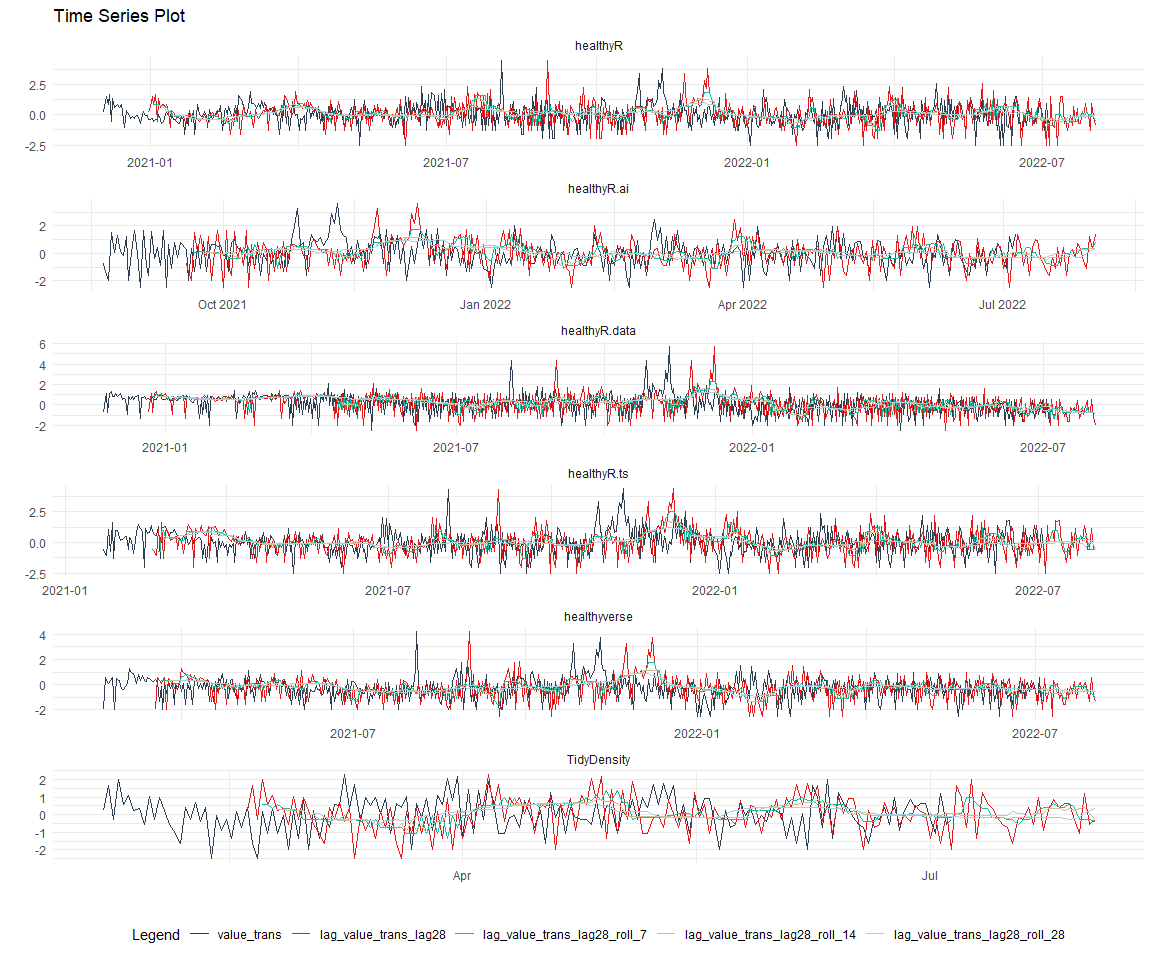 Time Series Plot
healthyR
2.5
0.0
-2.5
2021-01 2021-07 2022-01 2022-07
healthyR.ai
2
0
-2
Oct 2021 Jan 2022 Apr 2022 Jul 2022
healthyR.data
6
4
2
0
-2
2021-01 2021-07 2022-01 2022-07
healthyR.ts
2.5
0.0
-2.5
2021-01 2021-07 2022-01 2022-07
healthyverse
4
2
0
-2
2021-07 2022-01 2022-07
TidyDensity
2
1
0
-1
-2
Apr Jul
Legend value_trans lag_value_trans_lag28 lag_value_trans_lag28_roll_7 lag_value_trans_lag28_roll_14 lag_value_trans_lag28_roll_28